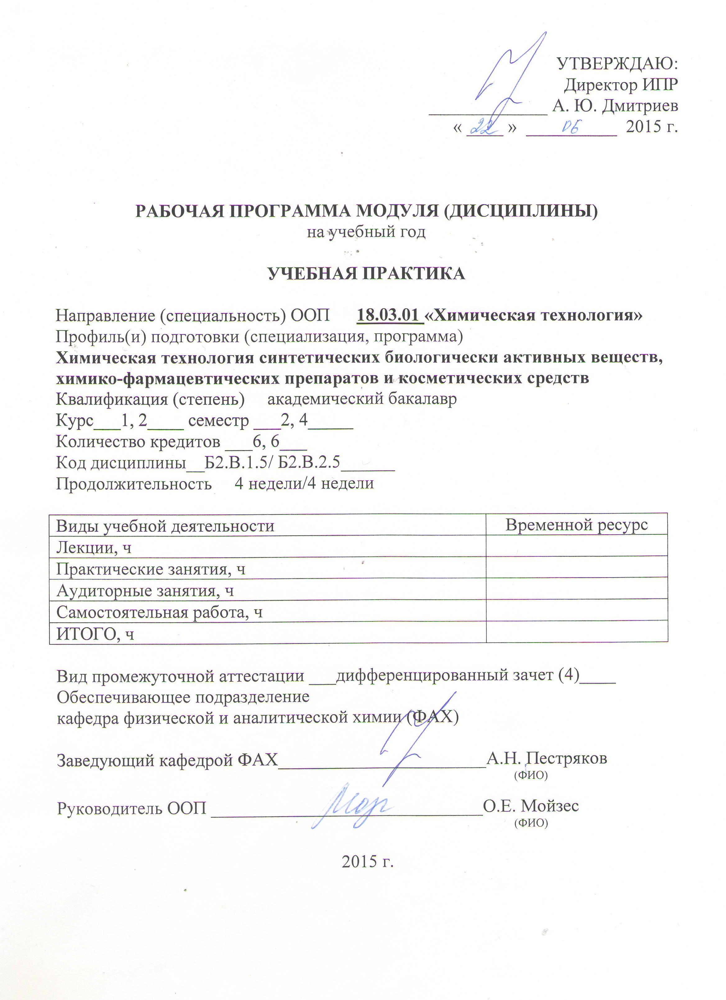 УТВЕРЖДАЮ:
Директор ИПР
_____________ А. Ю. Дмитриев
« 22 » 06 2015 г.
РАБОЧАЯ ПРОГРАММА МОДУЛЯ (ДИСЦИПЛИНЫ)
на учебный год
УЧЕБНАЯ ПРАКТИКА
Направление (специальность) ООП 18.03.01 «Химическая технология»
Профиль(и) подготовки (специализация, программа)
Химическая технология синтетических биологически активных веществ,
химико-фармацевтических препаратов и косметических средств
Квалификация (степень) академический бакалавр
Курс___1, 2____ семестр ___2, 4_____
Количество кредитов ___6, 6___
Код дисциплины__Б2.В.1.5/ Б2.В.2.5______
Продолжительность 4 недели/4 недели
Виды учебной деятельности Временной ресурс
Лекции, ч
Практические занятия, ч
Аудиторные занятия, ч
Самостоятельная работа, ч
ИТОГО, ч
Вид промежуточной аттестации ___дифференцированный зачет (4)____
Обеспечивающее подразделение
кафедра физической и аналитической химии (ФАХ)
Заведующий кафедрой ФАХ_______________________А.Н. Пестряков
(ФИО)
Руководитель ООП ______________________________О.Е. Мойзес
(ФИО)
2015 г.